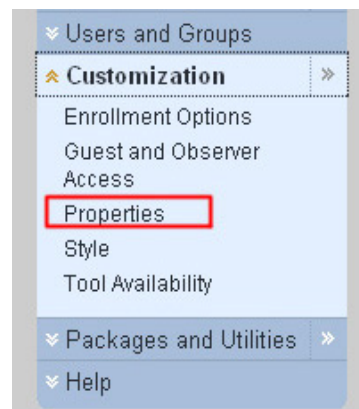 Users and Groups
Customization
Enrollment Options
Guest and Observer
Access
Properties
Style
Tool Availability
Packages and Utilities
Help